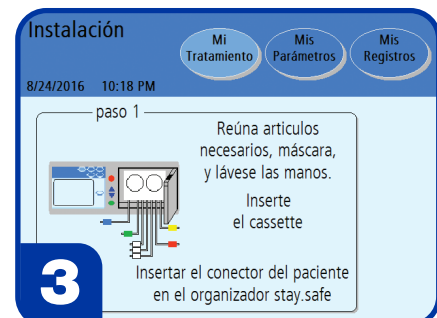 Instalación
Mi
Tratamiento
Mis
Parámetros
Mis
Registros
8/24/2016 10:18 PM
paso 1
Reúna articulos
necesarios, máscara,
y lávese las manos.
Inserte
el cassette
Insertar el conector del paciente
en el organizador stay.safe
3